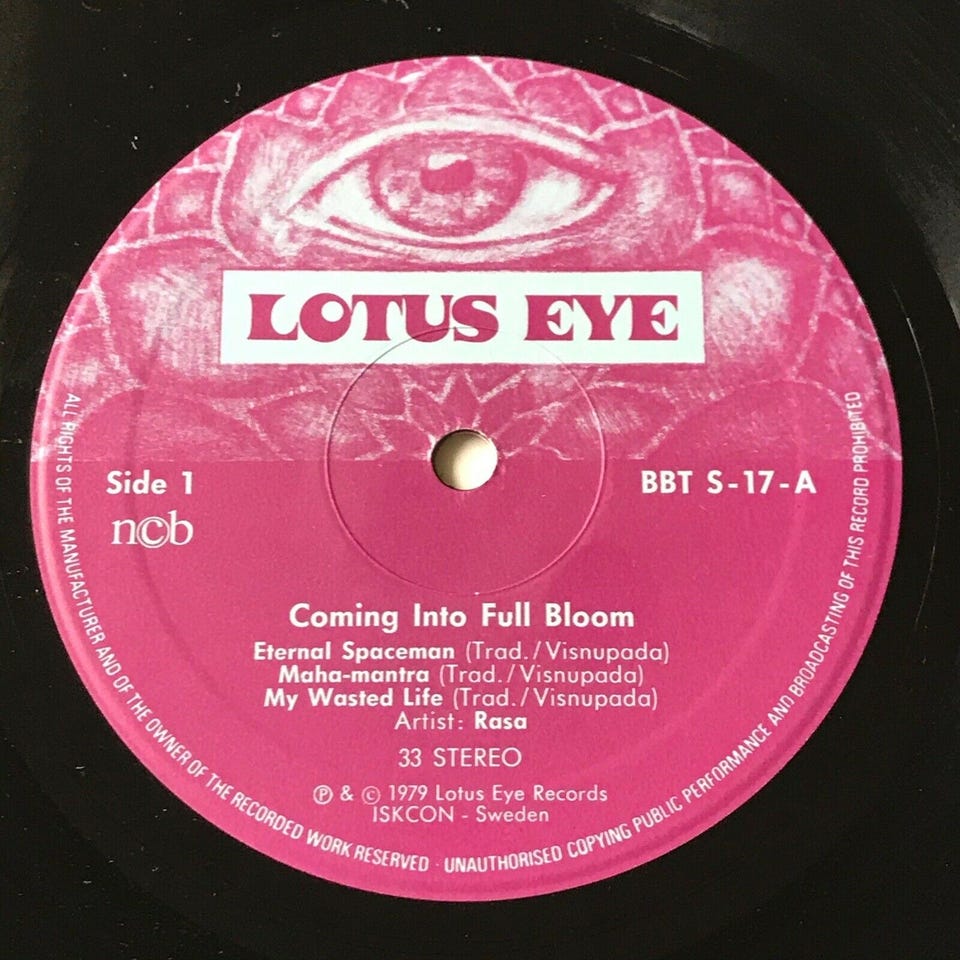 LOTUS EYE
Side 1
BBT S-17-A
n©b
Coming Into Full Bloom
Eternal Spaceman (Trad./Visnupada)
Maha-mantra (Trad./Visnupada)
My Wasted Life (Trad./Visnupada)
Artist: Rasa
33 STEREO
℗ & © 1979 Lotus Eye Records
ISKCON - Sweden
ALL RIGHTS OF THE MANUFACTURER AND OF THE OWNER OF THE RECORDED WORK RESERVED · UNAUTHORISED COPYING PUBLIC PERFORMANCE AND BROADCASTING OF THIS RECORD PROHIBITED